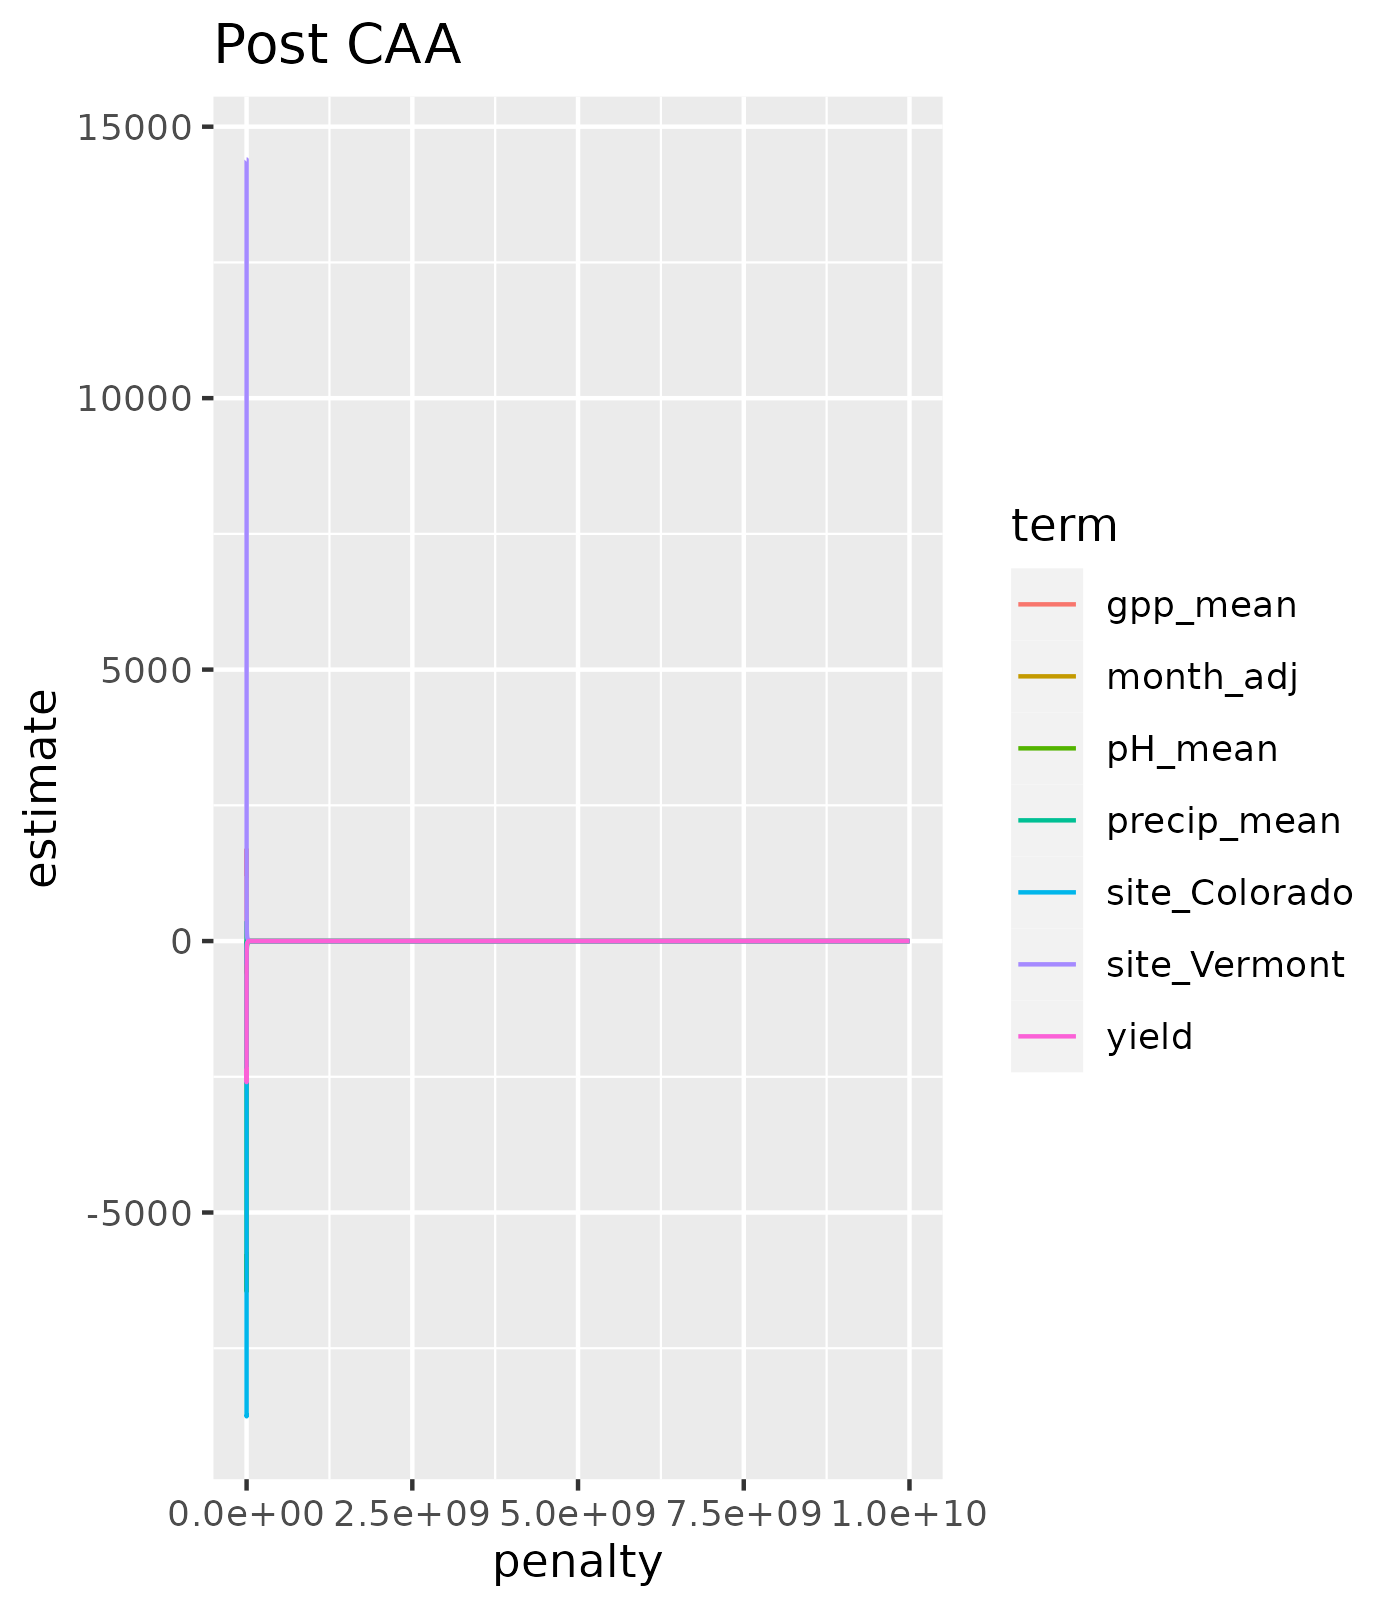 Post CAA
15000
10000
5000
0
-5000
estimate
0.0e+00 2.5e+09 5.0e+09 7.5e+09 1.0e+10
penalty
term
gpp_mean
month_adj
pH_mean
precip_mean
site_Colorado
site_Vermont
yield